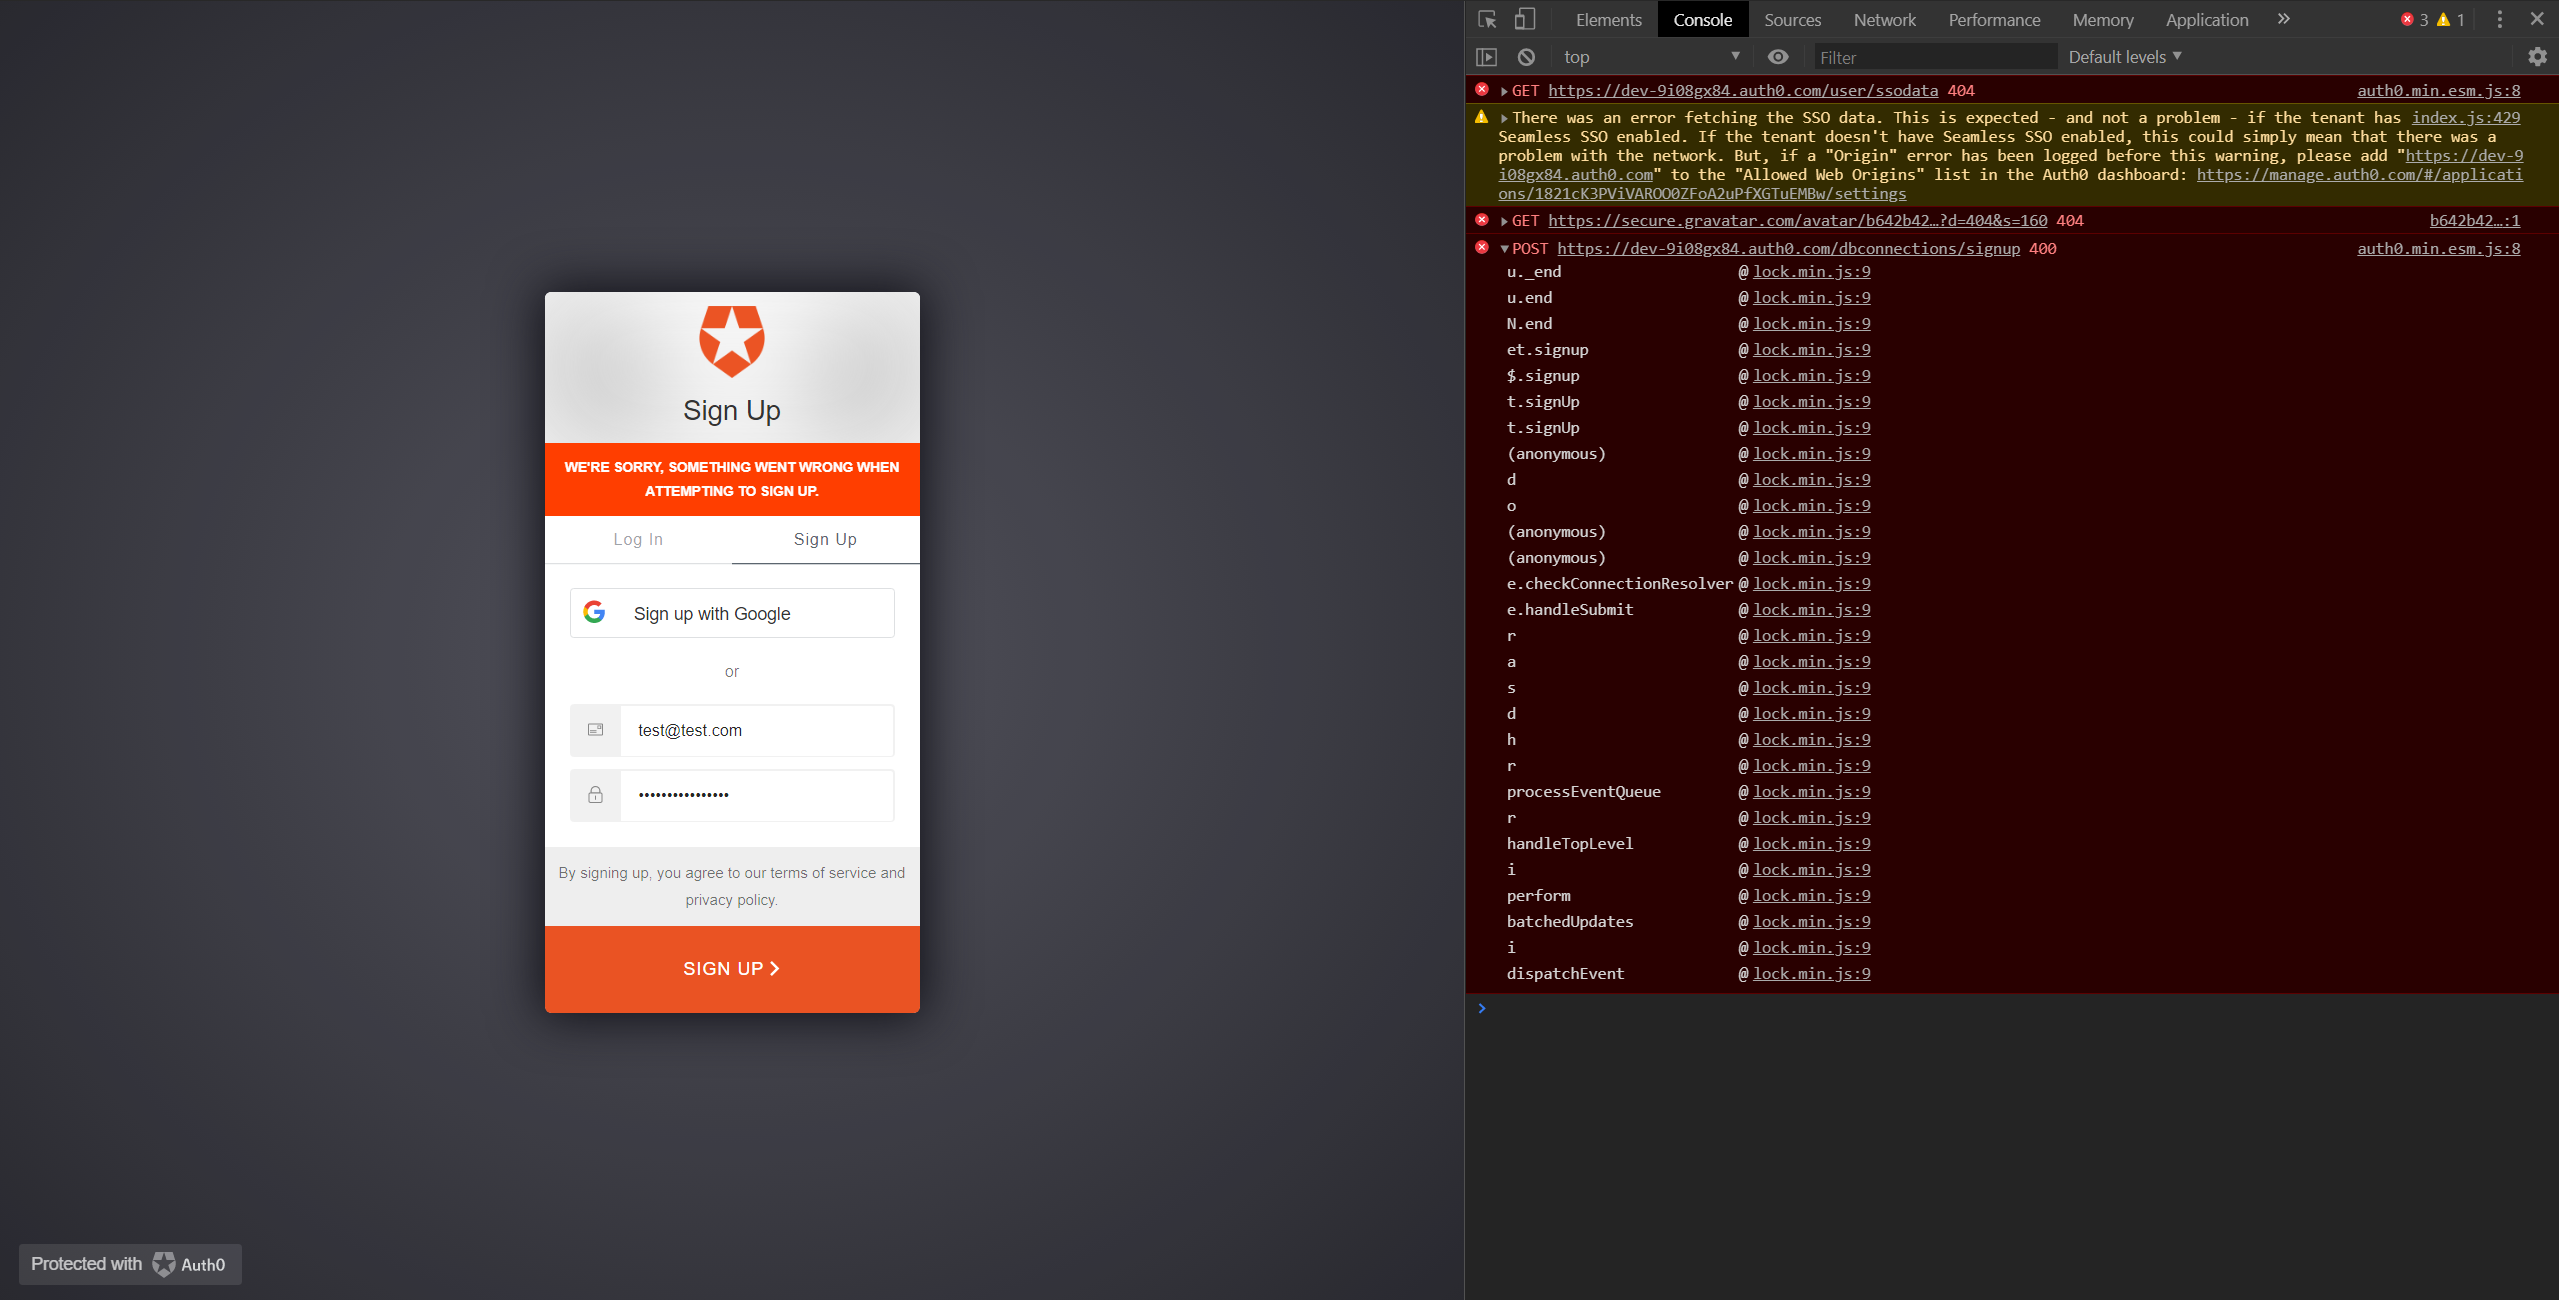 Sign Up
WE'RE SORRY, SOMETHING WENT WRONG WHEN
ATTEMPTING TO SIGN UP.
Log In
Sign Up
Sign up with Google
or
test@test.com
••••••••••••••••
By signing up, you agree to our terms of service and
privacy policy.
SIGN UP
Protected with Auth0
Elements Console Sources Network Performance Memory Application » 3 1
top Filter Default levels
GET https://dev-9i08gx84.auth0.com/user/ssodata 404 auth0.min.esm.js:8
There was an error fetching the SSO data. This is expected - and not a problem - if the tenant has index.js:429
Seamless SSO enabled. If the tenant doesn't have Seamless SSO enabled, this could simply mean that there was a
problem with the network. But, if a "Origin" error has been logged before this warning, please add "https://dev-9
i08gx84.auth0.com" to the "Allowed Web Origins" list in the Auth0 dashboard: https://manage.auth0.com/#/applicati
ons/1821cK3PViVAROO0ZFoA2uPfXGTuEMBw/settings
GET https://secure.gravatar.com/avatar/b642b42…?d=404&s=160 404 b642b42…:1
POST https://dev-9i08gx84.auth0.com/dbconnections/signup 400 auth0.min.esm.js:8
u._end @ lock.min.js:9
u.end @ lock.min.js:9
N.end @ lock.min.js:9
et.signup @ lock.min.js:9
$.signup @ lock.min.js:9
t.signUp @ lock.min.js:9
t.signUp @ lock.min.js:9
(anonymous) @ lock.min.js:9
d @ lock.min.js:9
o @ lock.min.js:9
(anonymous) @ lock.min.js:9
(anonymous) @ lock.min.js:9
e.checkConnectionResolver @ lock.min.js:9
e.handleSubmit @ lock.min.js:9
r @ lock.min.js:9
a @ lock.min.js:9
s @ lock.min.js:9
d @ lock.min.js:9
h @ lock.min.js:9
r @ lock.min.js:9
processEventQueue @ lock.min.js:9
r @ lock.min.js:9
handleTopLevel @ lock.min.js:9
i @ lock.min.js:9
perform @ lock.min.js:9
batchedUpdates @ lock.min.js:9
i @ lock.min.js:9
dispatchEvent @ lock.min.js:9